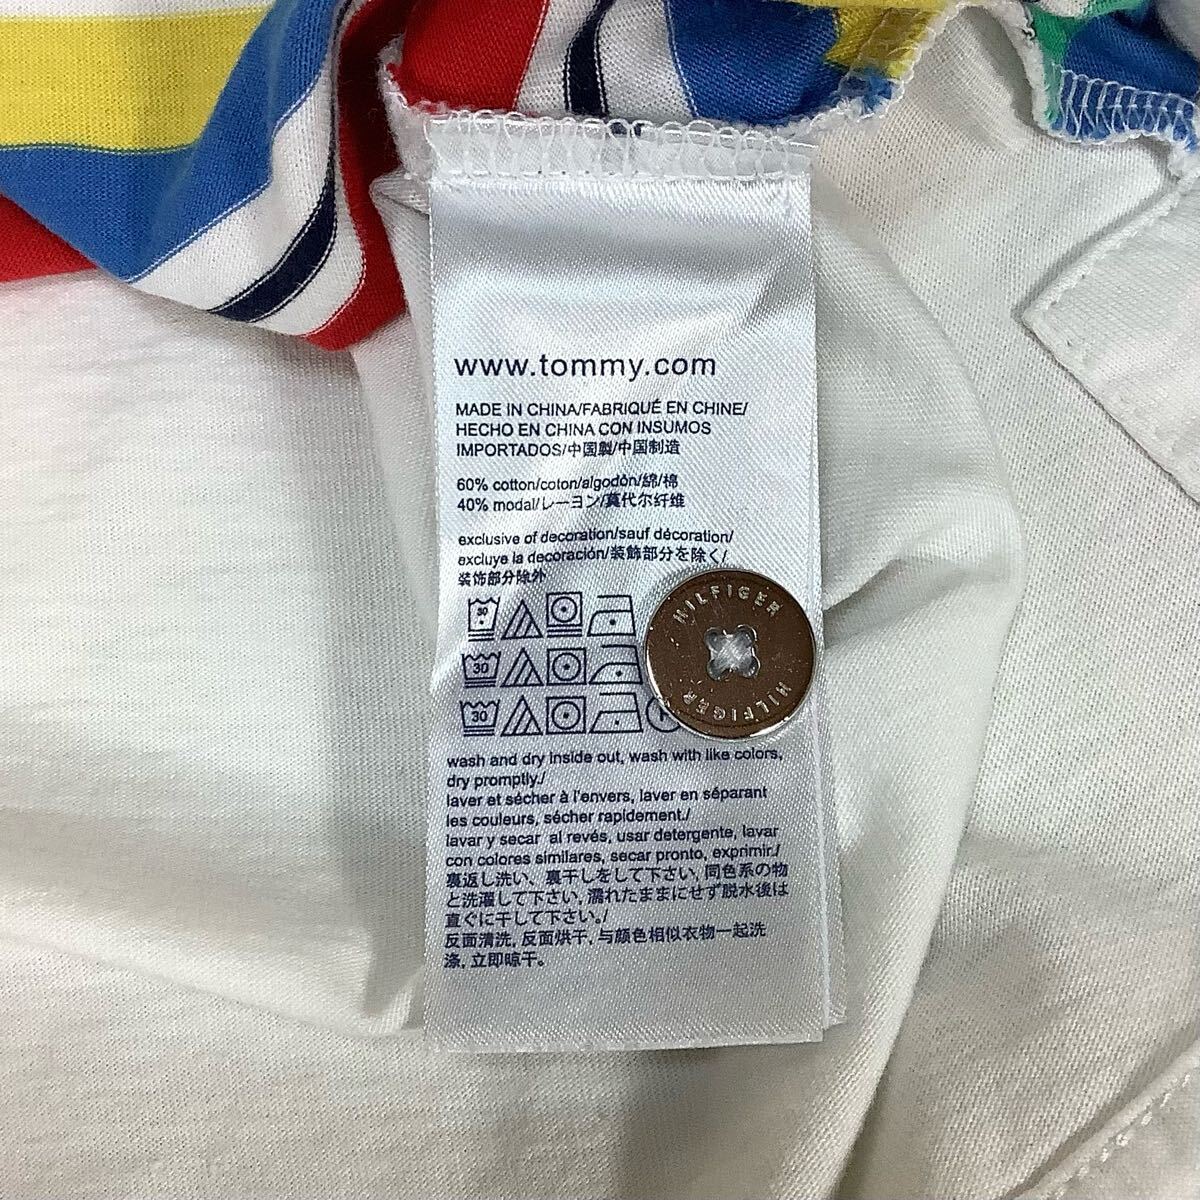 www.tommy.com
MADE IN CHINA/FABRIQUÉ EN CHINE/
HECHO EN CHINA CON INSUMOS
IMPORTADOS/中国製/中国制造
60% cotton/coton/algodón/綿/棉
40% modal/レーヨン/莫代尔纤维
exclusive of decoration/sauf décoration/
excluye la decoración/装飾部分を除く/
装饰部分除外
30
30
30
HILFIGER
HILFIGER
wash and dry inside out, wash with like colors,
dry promptly./
laver et sécher à l'envers, laver en séparant
les couleurs, sécher rapidement./
lavar y secar al revés, usar detergente, lavar
con colores similares, secar pronto, exprimir./
裏返し洗い、裏干しをして下さい, 同色系の物
と洗濯して下さい, 濡れたままにせず脱水後は
直ぐに干して下さい。/
反面清洗, 反面烘干, 与颜色相似衣物一起洗
涤, 立即晾干。